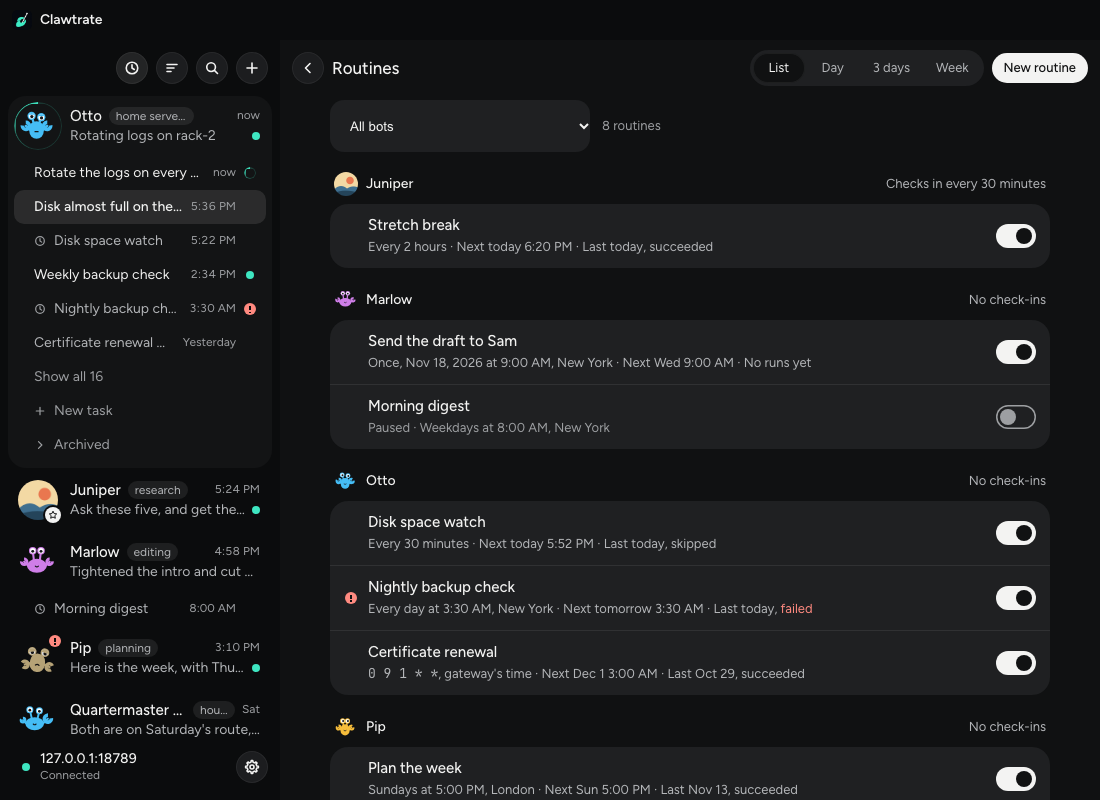 Clawtrate
Otto home serve... now
Rotating logs on rack-2
Rotate the logs on every ... now
Disk almost full on the... 5:36 PM
Disk space watch 5:22 PM
Weekly backup check 2:34 PM
Nightly backup ch... 3:30 AM
Certificate renewal ... Yesterday
Show all 16
+ New task
> Archived
Juniper research 5:24 PM
Ask these five, and get the...
Marlow editing 4:58 PM
Tightened the intro and cut ...
Morning digest 8:00 AM
Pip planning 3:10 PM
Here is the week, with Thu...
Quartermaster ... hou... Sat
Both are on Saturday's route,...
127.0.0.1:18789
Connected
Routines
List Day 3 days Week New routine
All bots 8 routines
Juniper Checks in every 30 minutes
Stretch break
Every 2 hours · Next today 6:20 PM · Last today, succeeded
Marlow No check-ins
Send the draft to Sam
Once, Nov 18, 2026 at 9:00 AM, New York · Next Wed 9:00 AM · No runs yet
Morning digest
Paused · Weekdays at 8:00 AM, New York
Otto No check-ins
Disk space watch
Every 30 minutes · Next today 5:52 PM · Last today, skipped
Nightly backup check
Every day at 3:30 AM, New York · Next tomorrow 3:30 AM · Last today, failed
Certificate renewal
0 9 1 * *, gateway's time · Next Dec 1 3:00 AM · Last Oct 29, succeeded
Pip No check-ins
Plan the week
Sundays at 5:00 PM, London · Next Sun 5:00 PM · Last Nov 13, succeeded